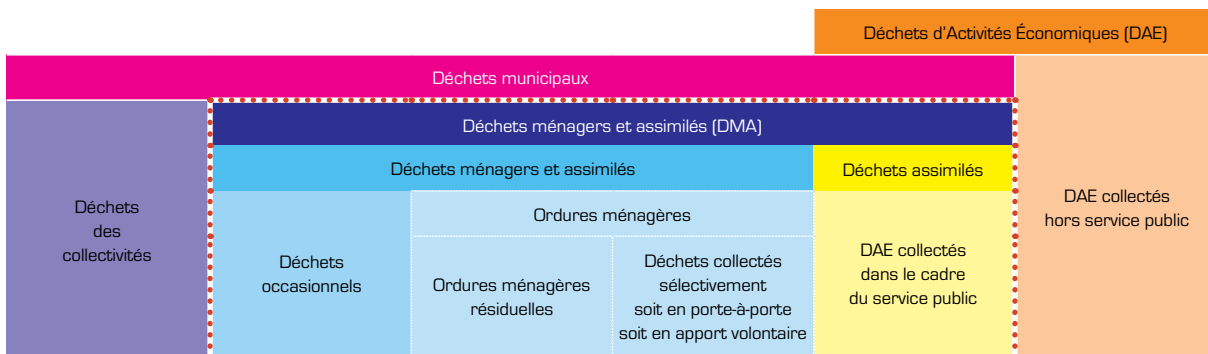 Déchets d'Activités Économiques (DAE)
Déchets municipaux
Déchets ménagers et assimilés (DMA)
Déchets ménagers et assimilés
Déchets assimilés
Déchets
des
collectivités
Déchets
occasionnels
Ordures ménagères
Ordures ménagères
résiduelles
Déchets collectés
sélectivement
soit en porte-à-porte
soit en apport volontaire
DAE collectés
dans le cadre
du service public
DAE collectés
hors service public